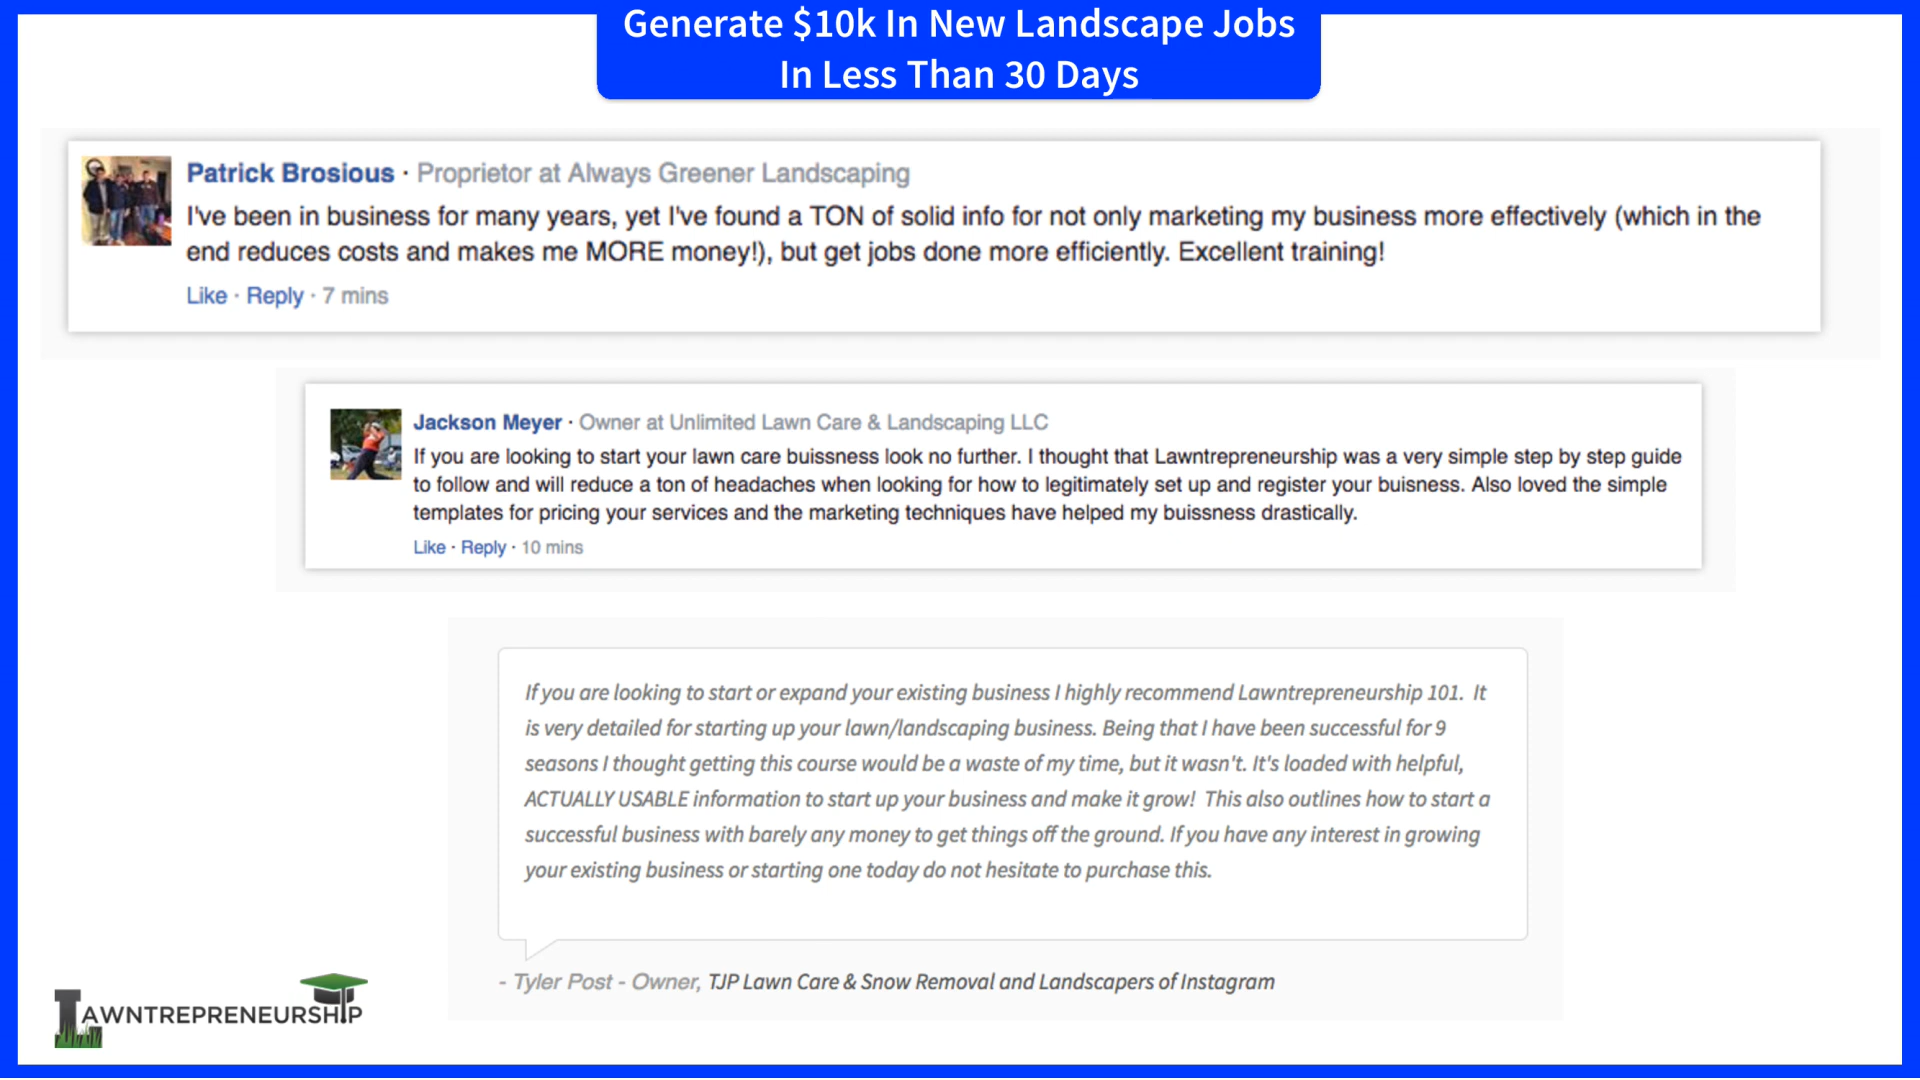 Generate $10k In New Landscape Jobs
In Less Than 30 Days
Patrick Brosious · Proprietor at Always Greener Landscaping
I've been in business for many years, yet I've found a TON of solid info for not only marketing my business more effectively (which in the
end reduces costs and makes me MORE money!), but get jobs done more efficiently. Excellent training!
Like · Reply · 7 mins
Jackson Meyer · Owner at Unlimited Lawn Care & Landscaping LLC
If you are looking to start your lawn care buissness look no further. I thought that Lawntrepreneurship was a very simple step by step guide
to follow and will reduce a ton of headaches when looking for how to legitimately set up and register your buisness. Also loved the simple
templates for pricing your services and the marketing techniques have helped my buissness drastically.
Like · Reply · 10 mins
If you are looking to start or expand your existing business I highly recommend Lawntrepreneurship 101. It
is very detailed for starting up your lawn/landscaping business. Being that I have been successful for 9
seasons I thought getting this course would be a waste of my time, but it wasn't. It's loaded with helpful,
ACTUALLY USABLE information to start up your business and make it grow! This also outlines how to start a
successful business with barely any money to get things off the ground. If you have any interest in growing
your existing business or starting one today do not hesitate to purchase this.
- Tyler Post - Owner, TJP Lawn Care & Snow Removal and Landscapers of Instagram
LAWNTREPRENEURSHIP